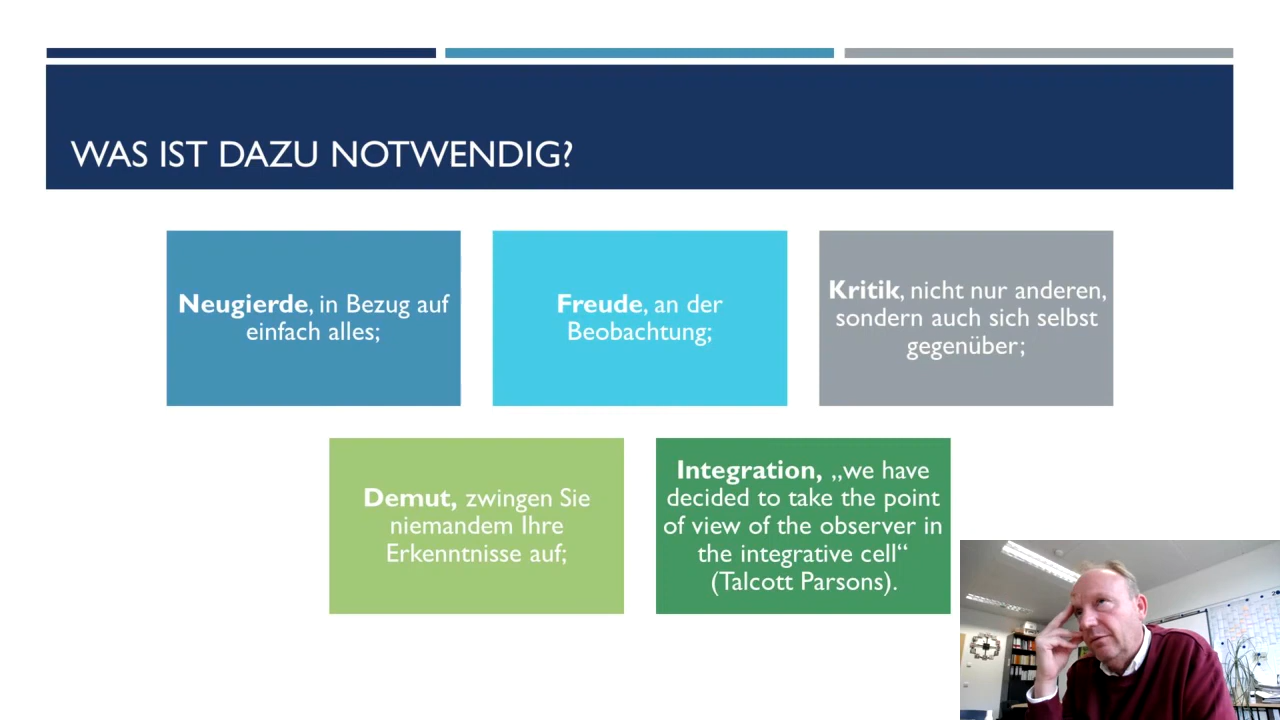 WAS IST DAZU NOTWENDIG?
Neugierde, in Bezug auf
einfach alles;
Freude, an der
Beobachtung;
Kritik, nicht nur anderen,
sondern auch sich selbst
gegenüber;
Demut, zwingen Sie
niemandem Ihre
Erkenntnisse auf;
Integration, „we have
decided to take the point
of view of the observer in
the integrative cell“
(Talcott Parsons).